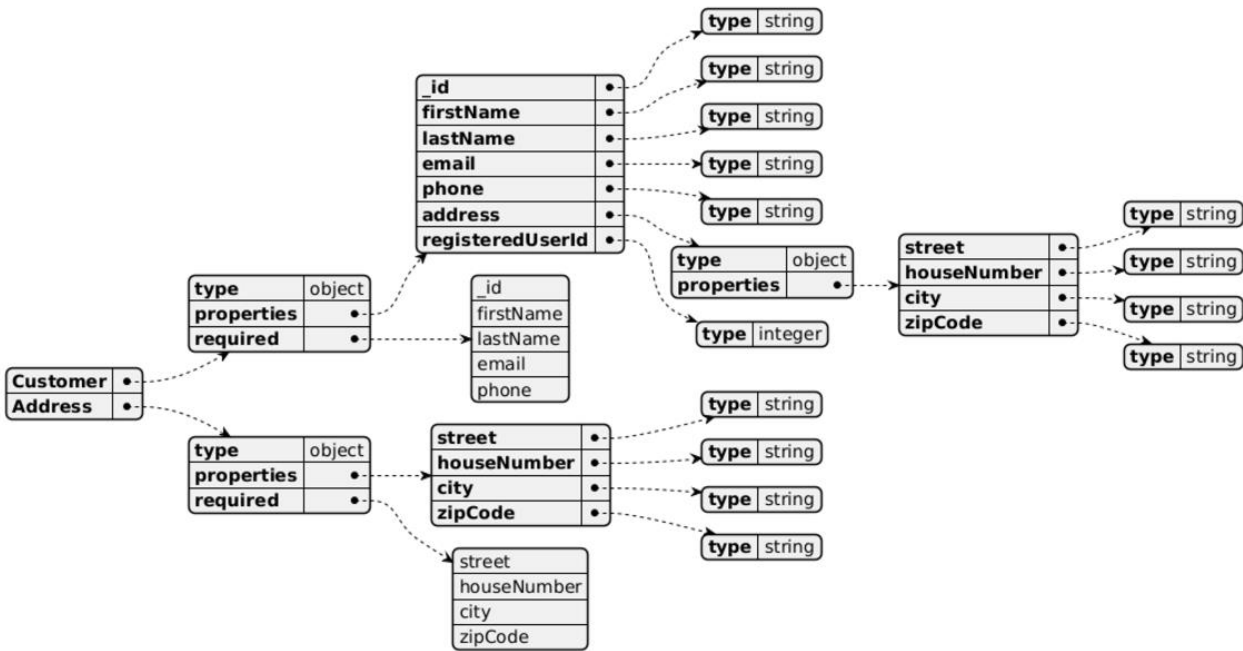 type string
type string
_id
firstName
type string
lastName
email
type string
phone
address
type string
registeredUserId
type object
properties
street
type string
houseNumber
type string
city
type string
zipCode
type string
type integer
type object
properties
required
_id
firstName
lastName
email
phone
Customer
Address
type object
properties
required
street
type string
houseNumber
type string
city
type string
zipCode
type string
street
houseNumber
city
zipCode